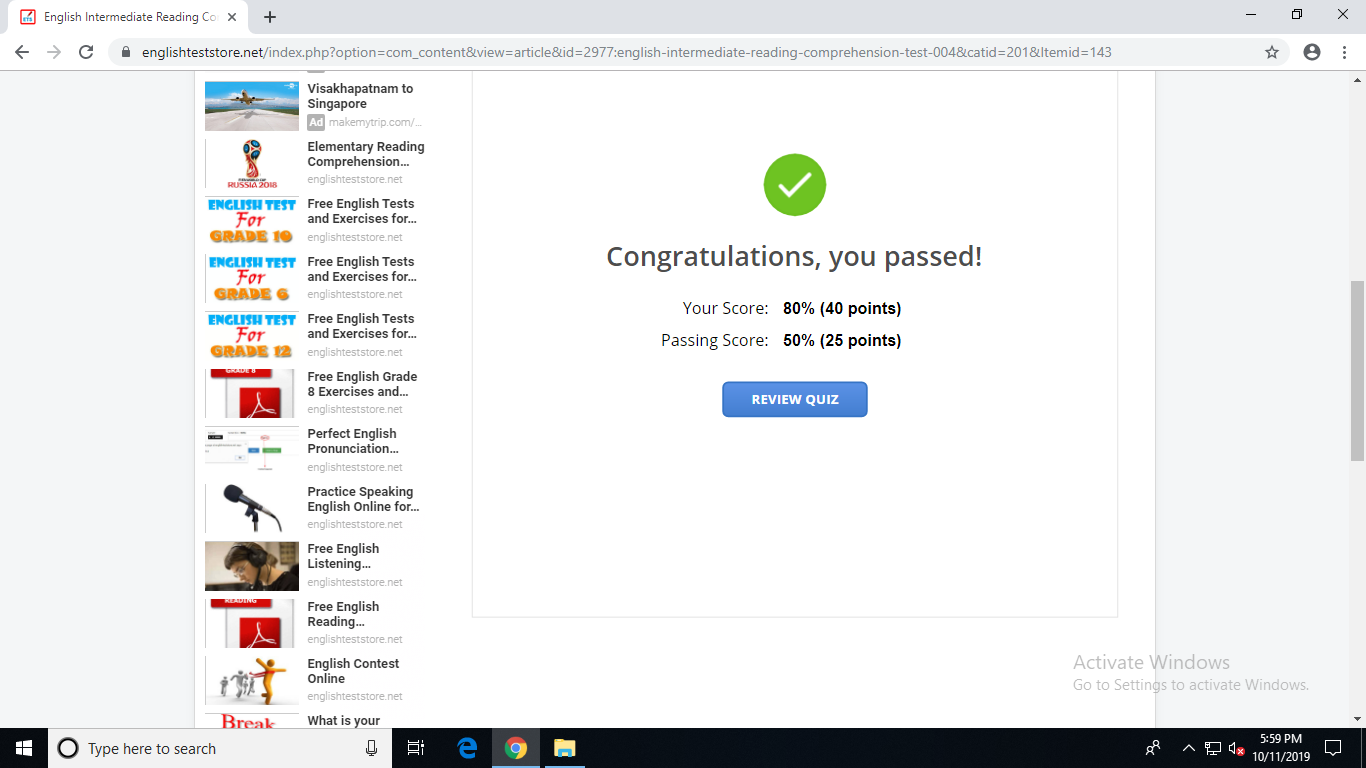 English Intermediate Reading Co
englishteststore.net/index.php?option=com_content&view=article&id=2977:english-intermediate-reading-comprehension-test-004&catid=201&Itemid=143
Visakhapatnam to
Singapore
Ad makemytrip.com/...
RUSSIA 2018
Elementary Reading
Comprehension...
englishteststore.net
ENGLISH TEST
For
GRADE 10
Free English Tests
and Exercises for...
englishteststore.net
ENGLISH TEST
For
GRADE 6
Free English Tests
and Exercises for...
englishteststore.net
ENGLISH TEST
For
GRADE 12
Free English Tests
and Exercises for...
englishteststore.net
GRADE 8
Free English Grade
8 Exercises and...
englishteststore.net
Perfect English
Pronunciation...
englishteststore.net
Practice Speaking
English Online for...
englishteststore.net
Free English
Listening...
englishteststore.net
READING
Free English
Reading...
englishteststore.net
English Contest
Online
englishteststore.net
Break
What is your
Congratulations, you passed!
Your Score: 80% (40 points)
Passing Score: 50% (25 points)
REVIEW QUIZ
Activate Windows
Go to Settings to activate Windows.
Type here to search
5:59 PM
10/11/2019